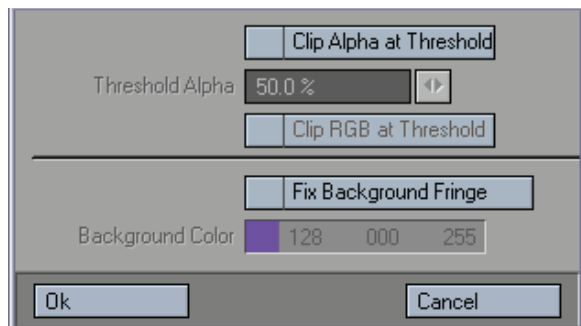 Clip Alpha at Threshold
Threshold Alpha 50.0 %
Clip RGB at Threshold
Fix Background Fringe
Background Color 128 000 255
Ok Cancel